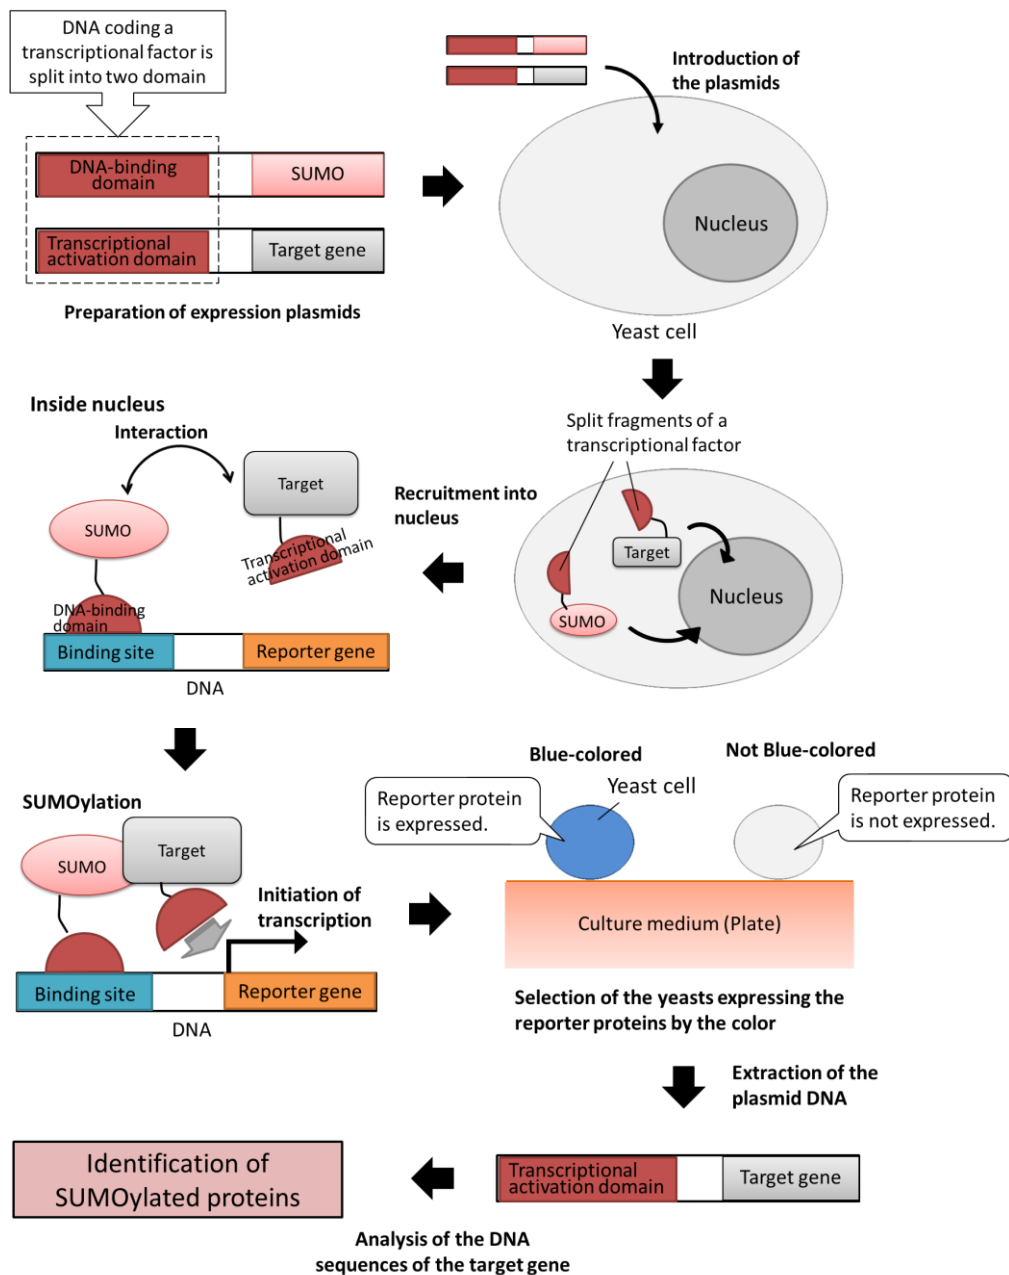 DNA coding a
transcriptional factor is
split into two domain
DNA-binding
domain
SUMO
Transcriptional
activation domain
Target gene
Preparation of expression plasmids
Introduction of
the plasmids
Nucleus
Yeast cell
Split fragments of a
transcriptional factor
Target
SUMO
Nucleus
Recruitment into
nucleus
Inside nucleus
Interaction
Target
SUMO
Transcriptional
activation domain
DNA-binding
domain
Binding site
Reporter gene
DNA
SUMOylation
SUMO
Target
Initiation of
transcription
Binding site
Reporter gene
DNA
Blue-colored
Not Blue-colored
Yeast cell
Reporter protein
is expressed.
Reporter protein
is not expressed.
Culture medium (Plate)
Selection of the yeasts expressing the
reporter proteins by the color
Extraction of the
plasmid DNA
Transcriptional
activation domain
Target gene
Analysis of the DNA
sequences of the target gene
Identification of
SUMOylated proteins